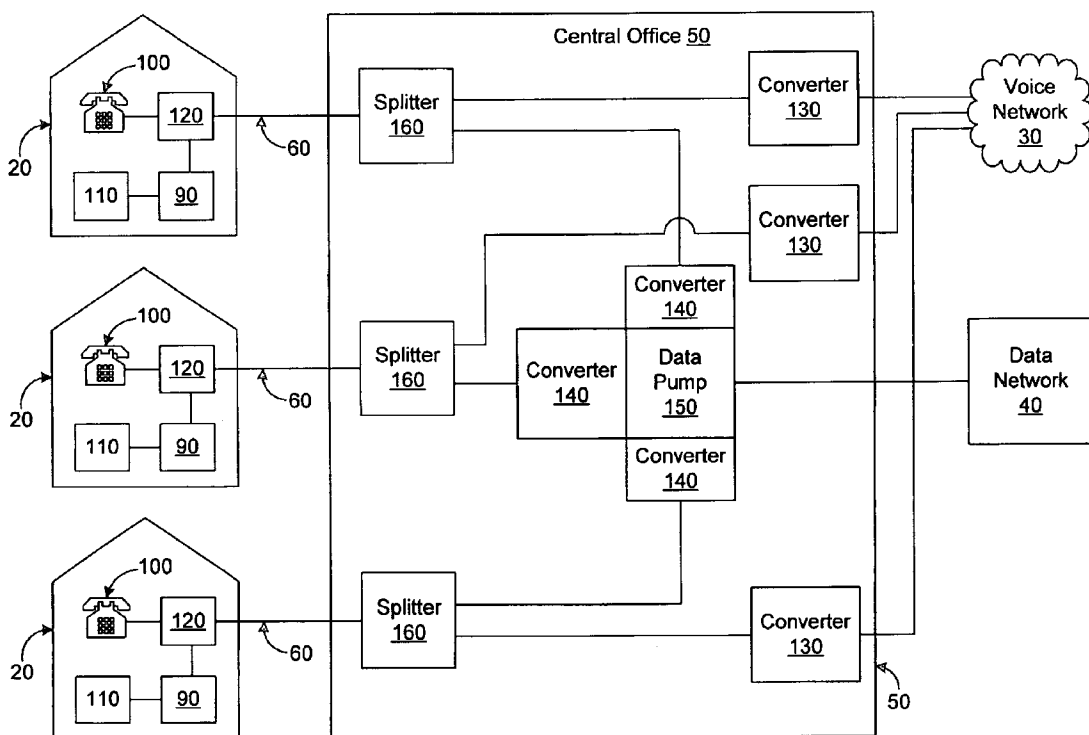 Central Office 50
100
120
20
110
90
60
Splitter
160
Converter
130
Voice
Network
30
Converter
130
100
120
20
110
90
60
Splitter
160
Converter
140
Converter
140
Data
Pump
150
Converter
140
Data
Network
40
100
120
20
110
90
60
Splitter
160
Converter
130
50